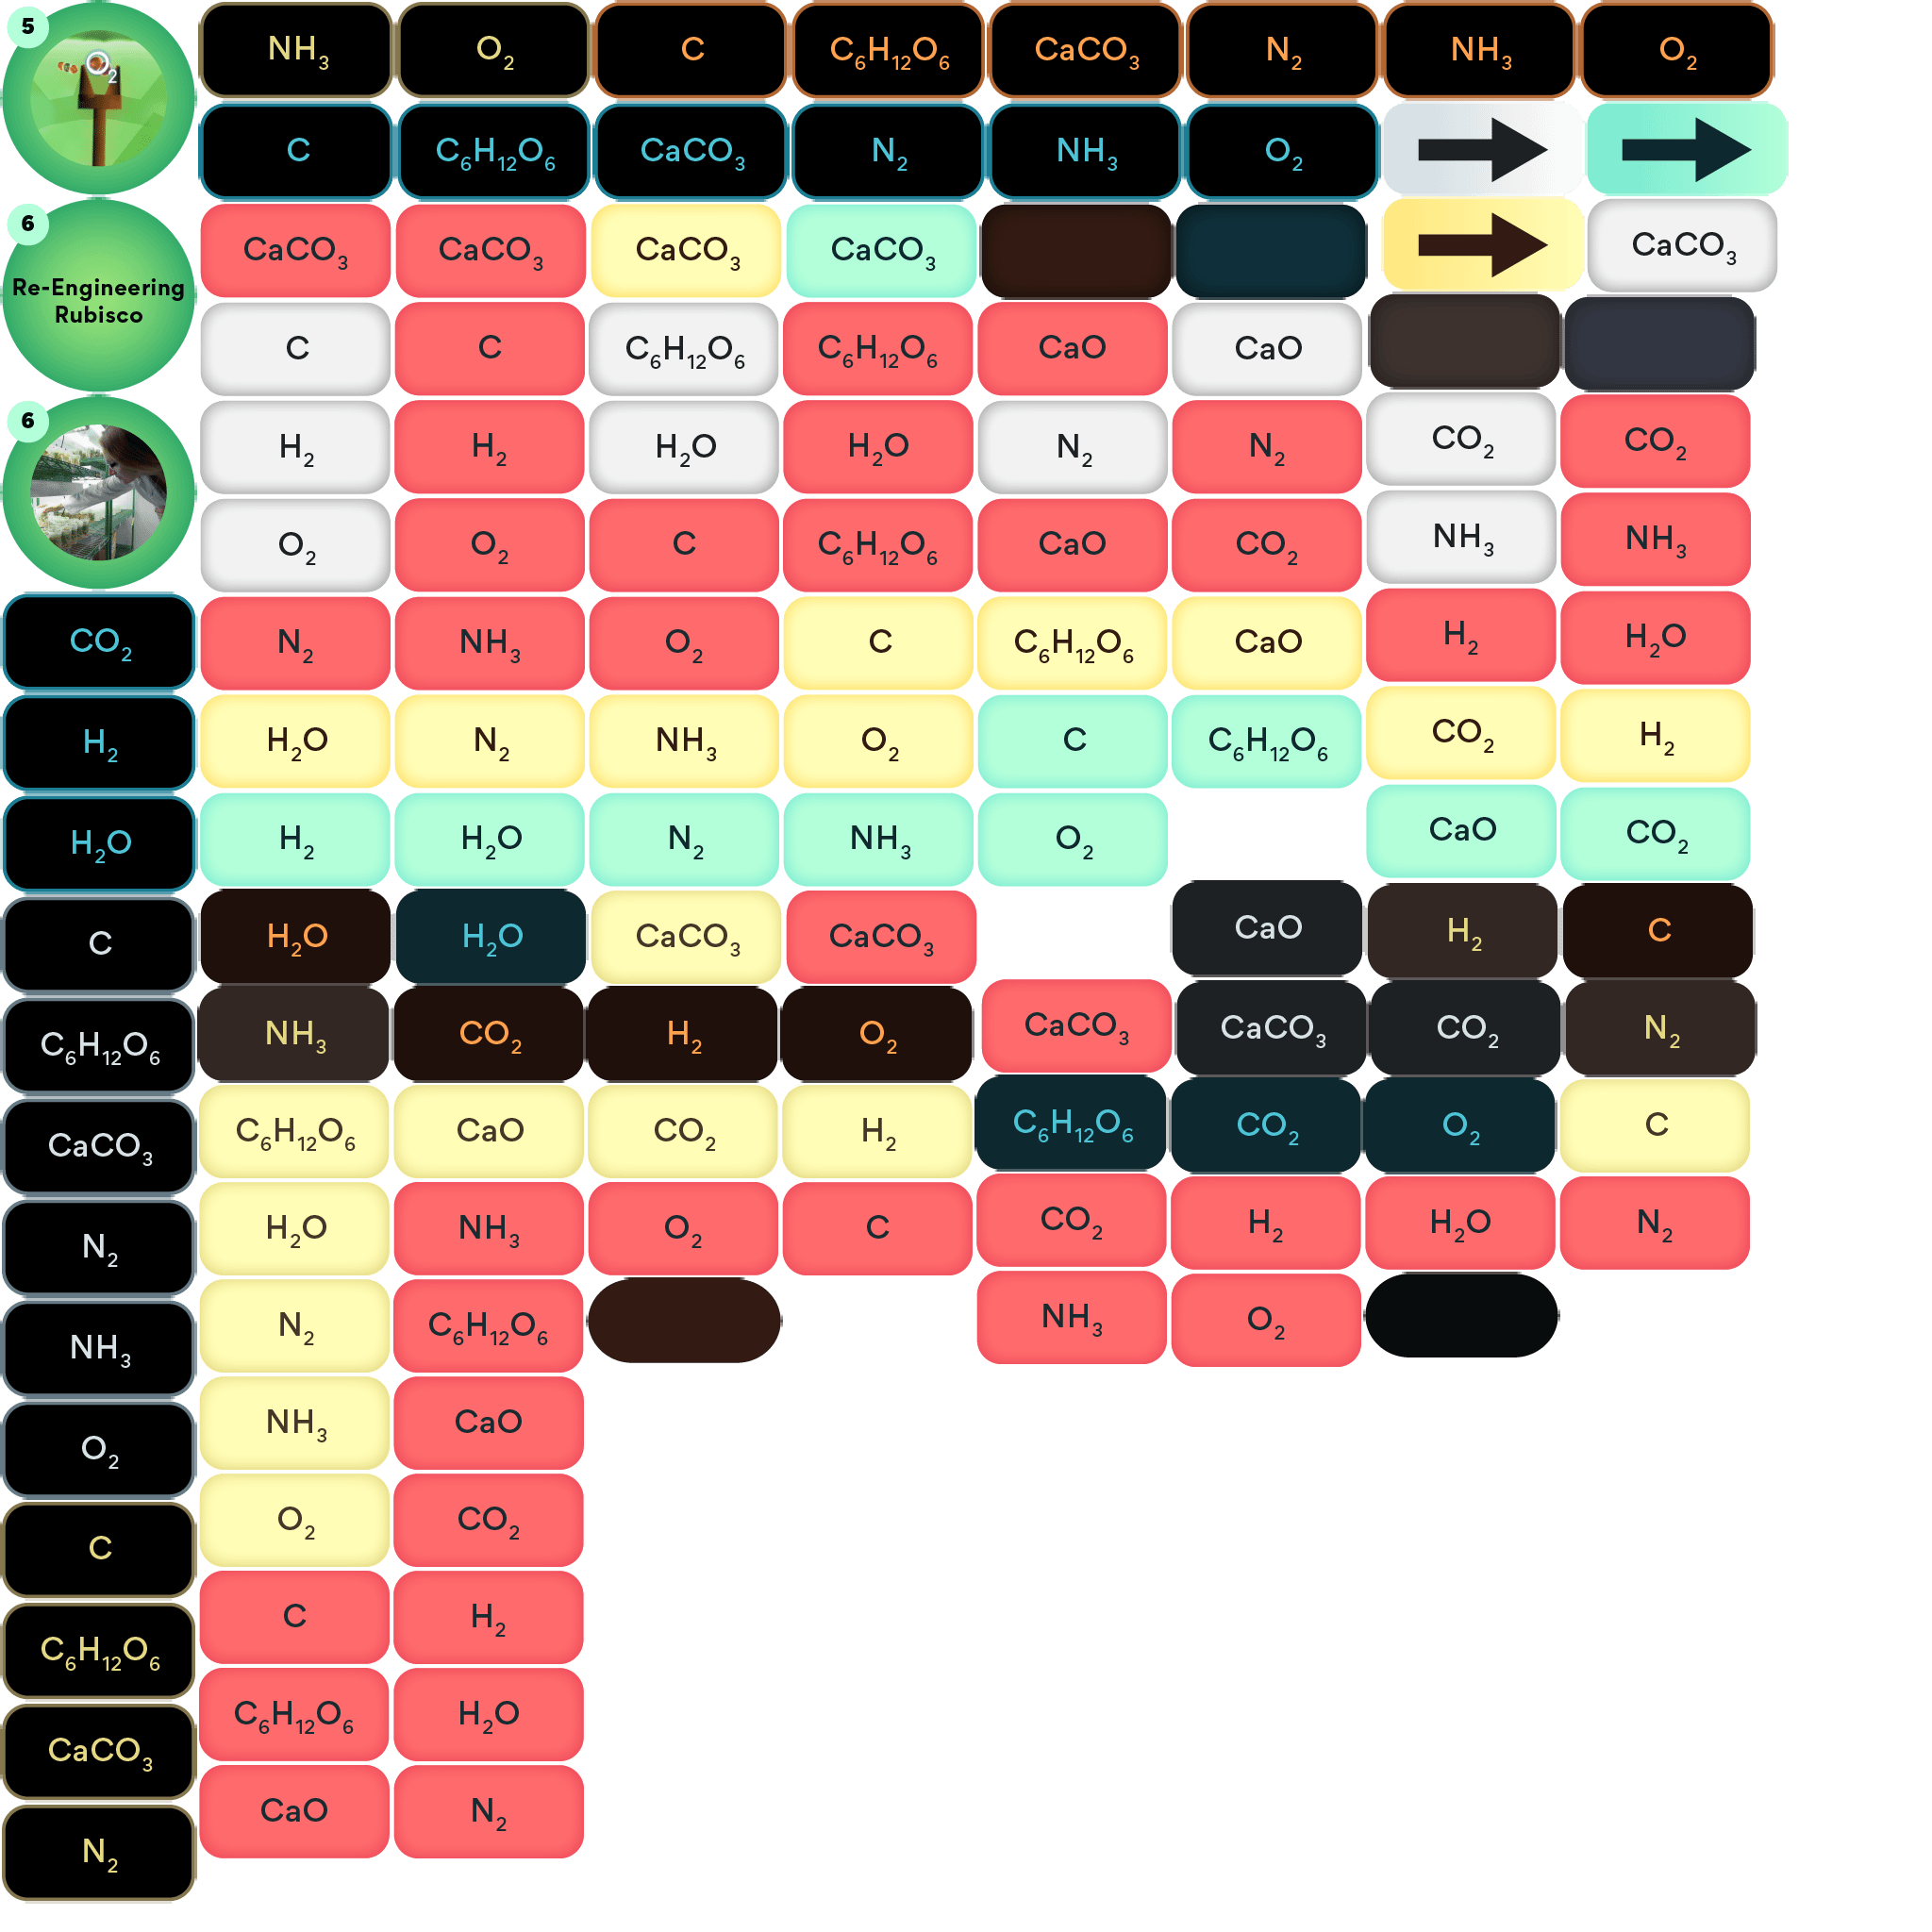 5 NH₃ O₂ C C₆H₁₂O₆ CaCO₃ N₂ NH₃ O₂
O₂
C C₆H₁₂O₆ CaCO₃ N₂ NH₃ O₂
6 CaCO₃ CaCO₃ CaCO₃ CaCO₃ CaCO₃
Re-Engineering
Rubisco
C C C₆H₁₂O₆ C₆H₁₂O₆ CaO CaO
6 H₂ H₂ H₂O H₂O N₂ N₂ CO₂ CO₂
O₂ O₂ C C₆H₁₂O₆ CaO CO₂ NH₃ NH₃
CO₂ N₂ NH₃ O₂ C C₆H₁₂O₆ CaO H₂ H₂O
H₂ H₂O N₂ NH₃ O₂ C C₆H₁₂O₆ CO₂ H₂
H₂O H₂ H₂O N₂ NH₃ O₂ CaO CO₂
C H₂O H₂O CaCO₃ CaCO₃ CaO H₂ C
C₆H₁₂O₆ NH₃ CO₂ H₂ O₂ CaCO₃ CaCO₃ CO₂ N₂
CaCO₃ C₆H₁₂O₆ CaO CO₂ H₂ C₆H₁₂O₆ CO₂ O₂ C
N₂ H₂O NH₃ O₂ C CO₂ H₂ H₂O N₂
NH₃ N₂ C₆H₁₂O₆ NH₃ O₂
O₂ NH₃ CaO
C O₂ CO₂
C₆H₁₂O₆ C H₂
CaCO₃ C₆H₁₂O₆ H₂O
N₂ CaO N₂